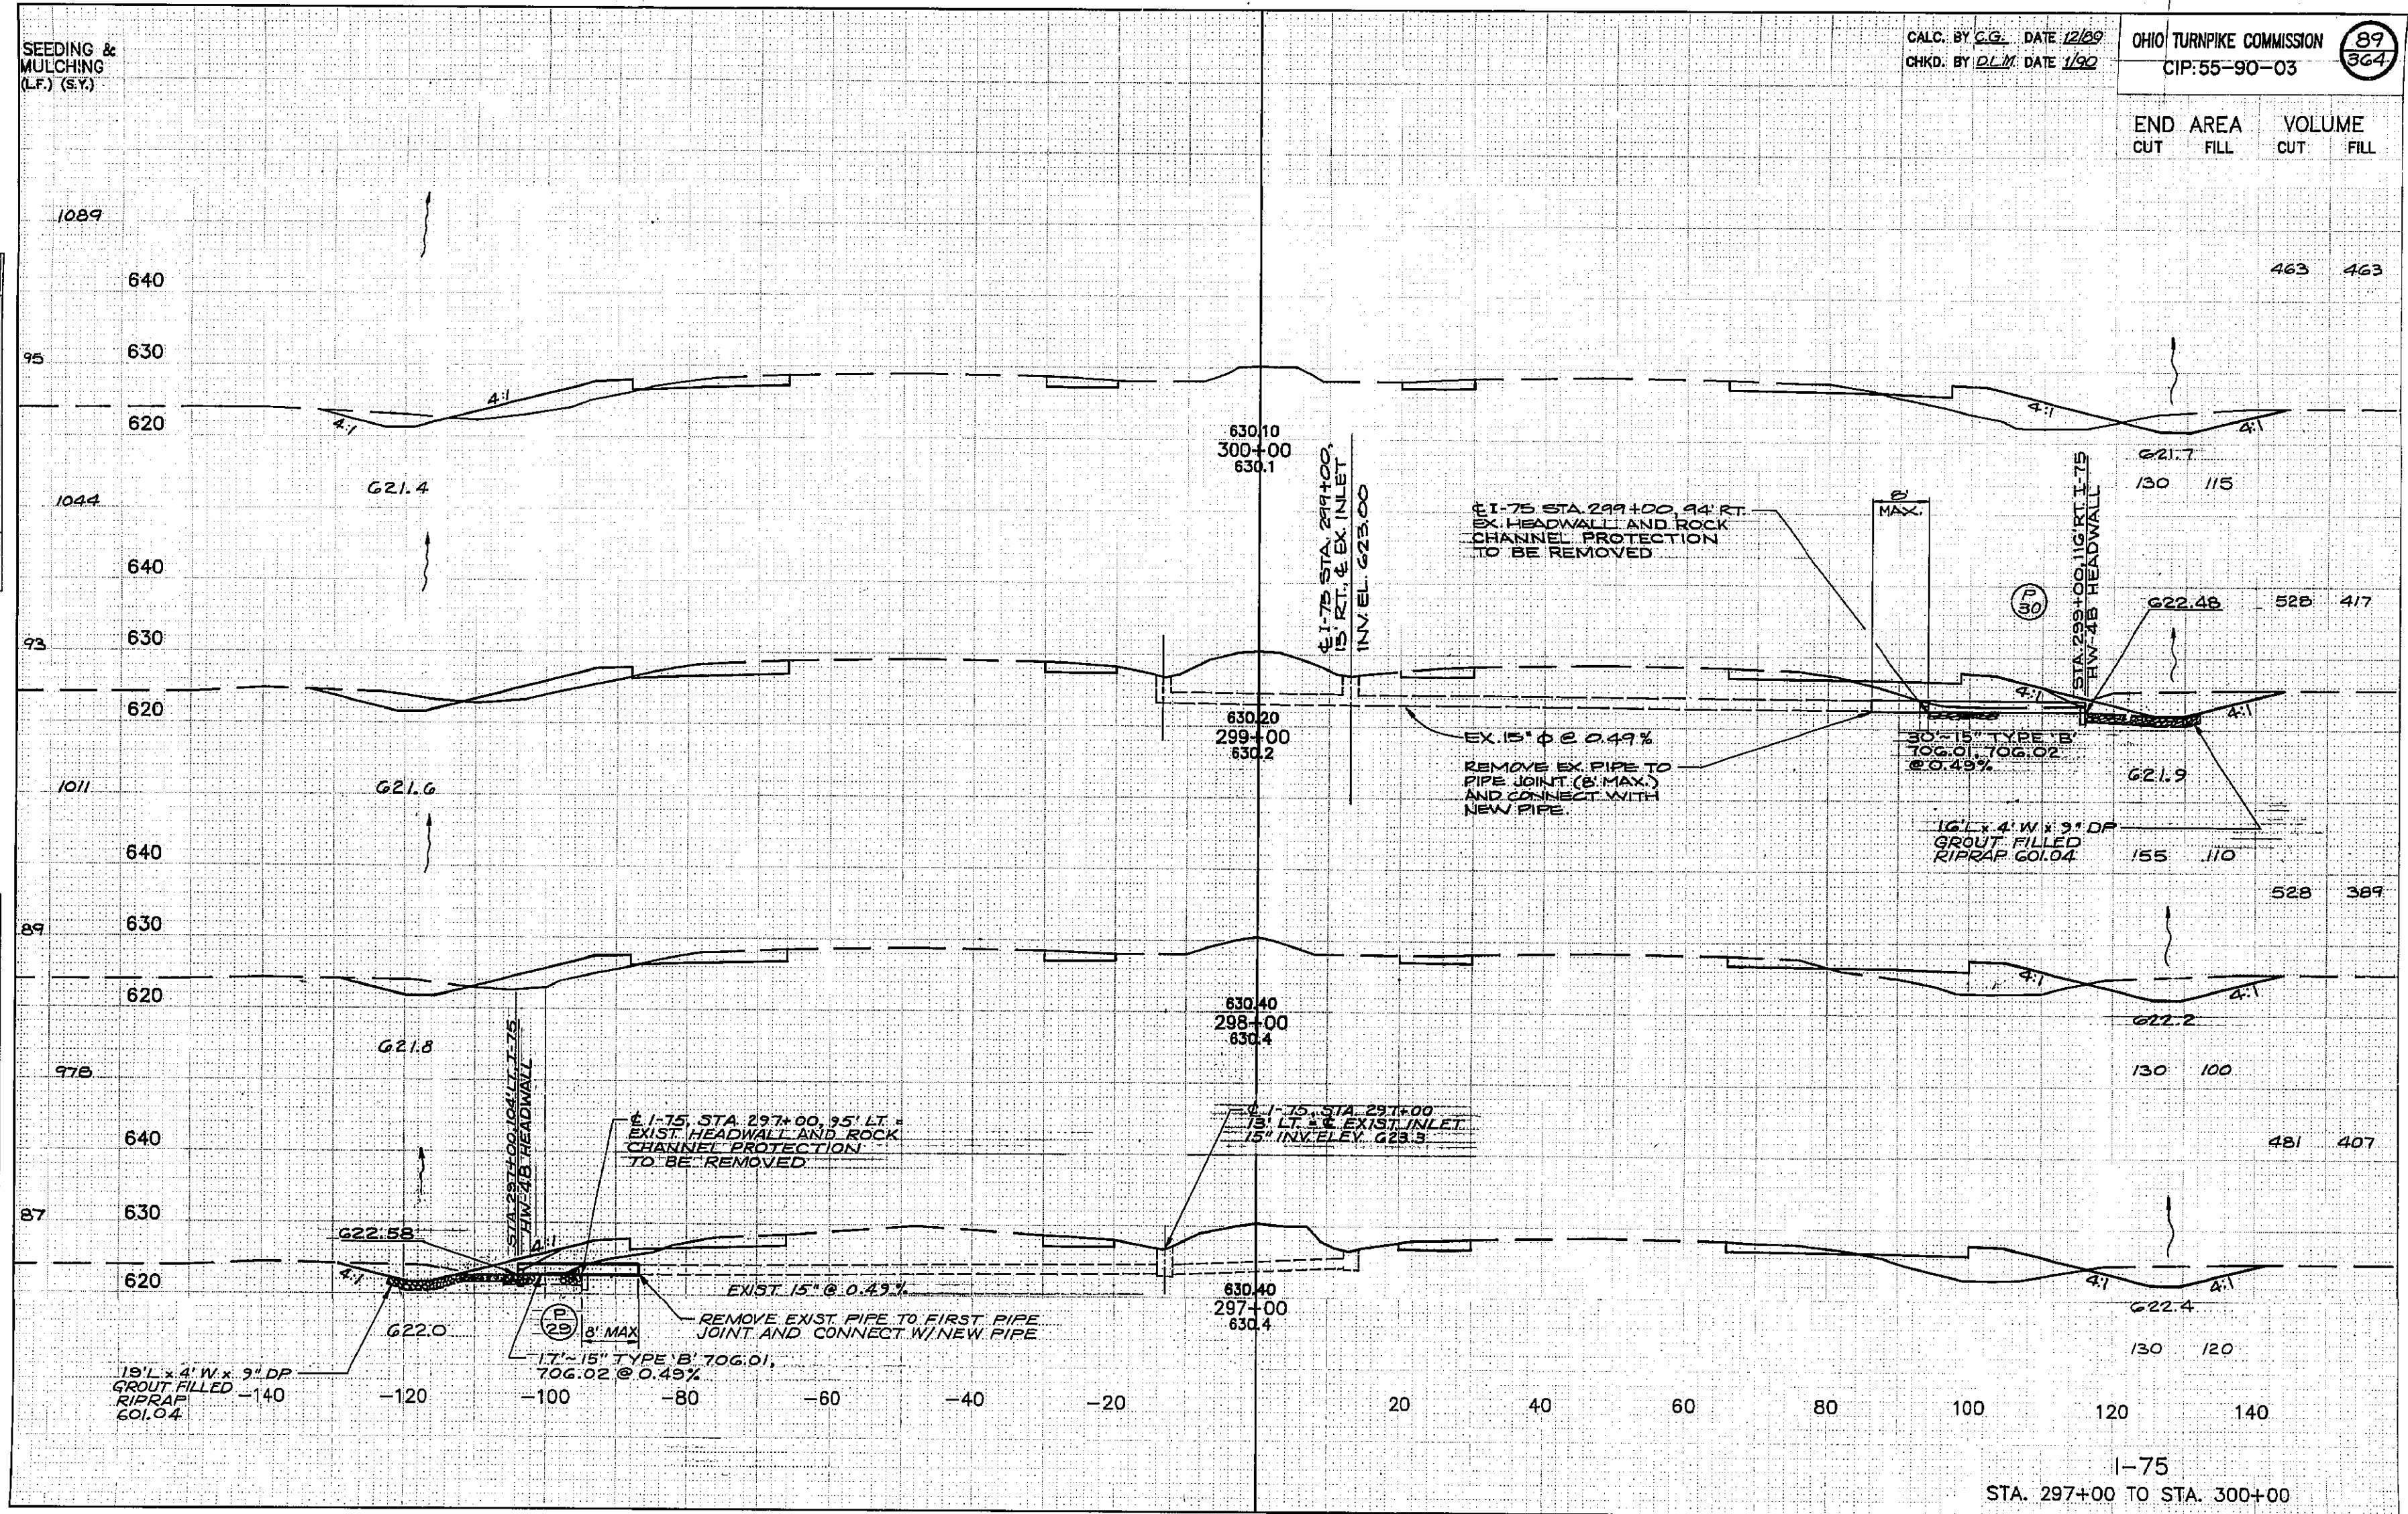 SEEDING &
MULCHING
(L.F.) (S.Y.)
CALC. BY C.G. DATE 12/89
CHKD. BY D.L.M. DATE 1/90
OHIO TURNPIKE COMMISSION
CIP:55-90-03
89
364
END AREA VOLUME
CUT FILL CUT FILL
1089
640
463 463
95
630
4:1
4:1
620
4:1
4:1
630.10
300+00
630.1
621.7
130 115
621.4
1044
℄ I-75 STA. 299+00,
13' RT., ℄ EX. INLET
INV. EL. 623.00
℄ I-75 STA. 299+00, 94' RT.
EX. HEADWALL AND ROCK
CHANNEL PROTECTION
TO BE REMOVED
8'
MAX.
STA. 299+00, 116' RT. I-75
HW-4B HEADWALL
640
P
30
622.48
528 417
93
630
620
4:1
4:1
630.20
299+00
630.2
EX. 15" Φ @ 0.49%
REMOVE EX. PIPE TO
PIPE JOINT (8' MAX.)
AND CONNECT WITH
NEW PIPE.
30'~15" TYPE 'B'
706.01, 706.02
@ 0.49%
621.9
1011
621.6
16'L x 4' W x 9" DP
GROUT FILLED
RIPRAP 601.04
155 110
640
528 389
89
630
620
4:1
4:1
630.40
298+00
630.4
622.2
621.8
978
130 100
STA. 297+00, 104' LT. I-75
HW-4B HEADWALL
℄ I-75, STA. 297+00, 95' LT. =
EXIST. HEADWALL AND ROCK
CHANNEL PROTECTION
TO BE REMOVED
℄ I-75, STA. 297+00
13' LT. = ℄ EXIST. INLET
15" INV. ELEV. 623.3
640
481 407
87
630
622.58
4:1
4:1
620
EXIST. 15" @ 0.49%
4:1
4:1
630.40
297+00
630.4
622.4
622.0
P
29
8' MAX
REMOVE EXIST. PIPE TO FIRST PIPE
JOINT AND CONNECT W/NEW PIPE
17'~15" TYPE 'B' 706.01,
706.02 @ 0.49%
130 120
19'L x 4' W x 9" DP
GROUT FILLED
RIPRAP
601.04
-140 -120 -100 -80 -60 -40 -20 20 40 60 80 100 120 140
I-75
STA. 297+00 TO STA. 300+00